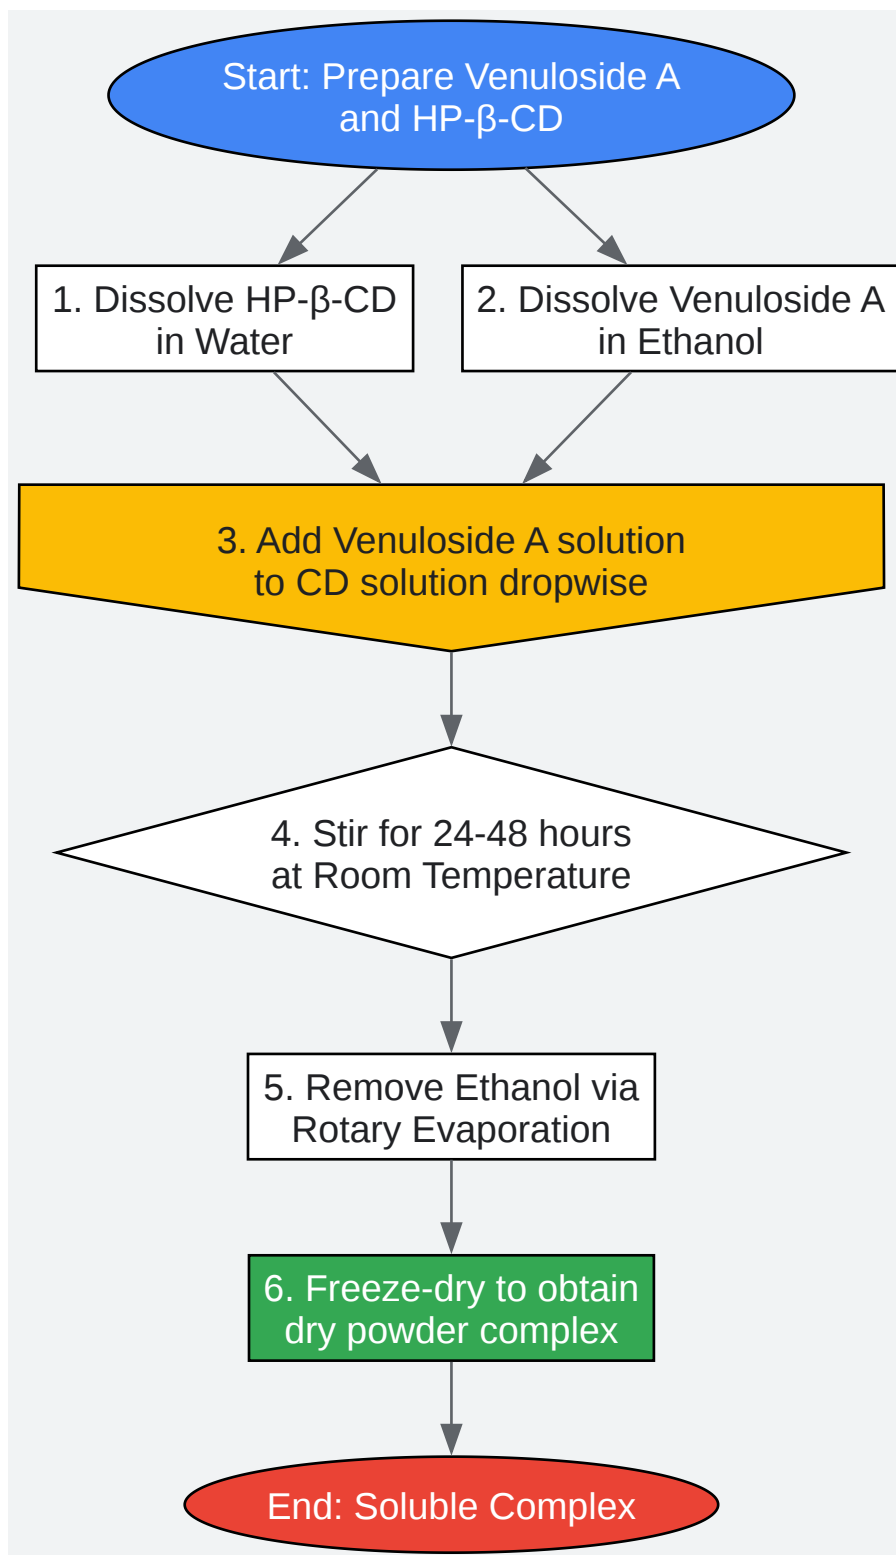 Start: Prepare Venuloside A
and HP-β-CD
1. Dissolve HP-β-CD
in Water
2. Dissolve Venuloside A
in Ethanol
3. Add Venuloside A solution
to CD solution dropwise
4. Stir for 24-48 hours
at Room Temperature
5. Remove Ethanol via
Rotary Evaporation
6. Freeze-dry to obtain
dry powder complex
End: Soluble Complex